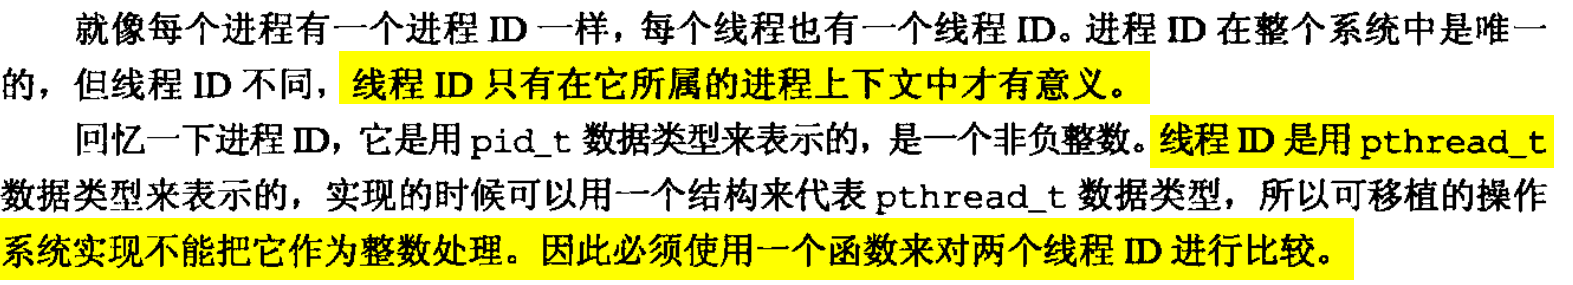 就像每个进程有一个进程 ID 一样，每个线程也有一个线程 ID。进程 ID 在整个系统中是唯一
的，但线程 ID 不同，线程 ID 只有在它所属的进程上下文中才有意义。
回忆一下进程 ID，它是用 pid_t 数据类型来表示的，是一个非负整数。线程 ID 是用 pthread_t
数据类型来表示的，实现的时候可以用一个结构来代表 pthread_t 数据类型，所以可移植的操作
系统实现不能把它作为整数处理。因此必须使用一个函数来对两个线程 ID 进行比较。